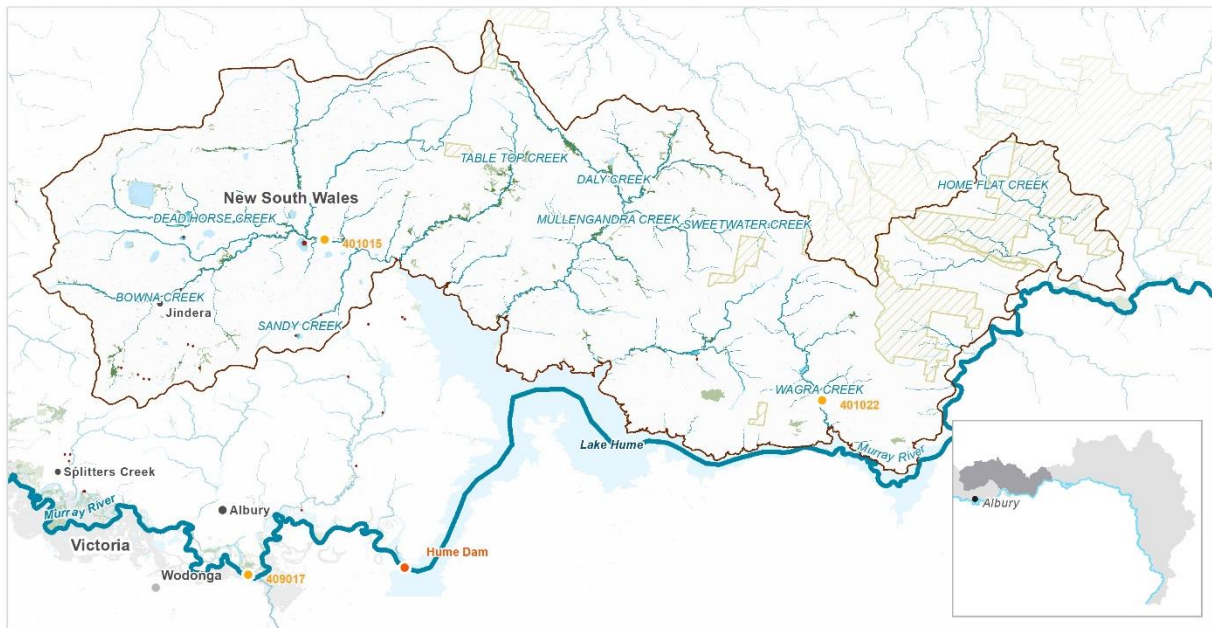 TABLE TOP CREEK
DALY CREEK
HOME FLAT CREEK
New South Wales
DEAD HORSE CREEK
MULLENGANDRA CREEK
SWEETWATER CREEK
401015
BOWNA CREEK
Jindera
SANDY CREEK
WAGRA CREEK
401022
Lake Hume
Murray River
Splitters Creek
Murray River
Albury
Victoria
Hume Dam
Wodonga
409017
Albury